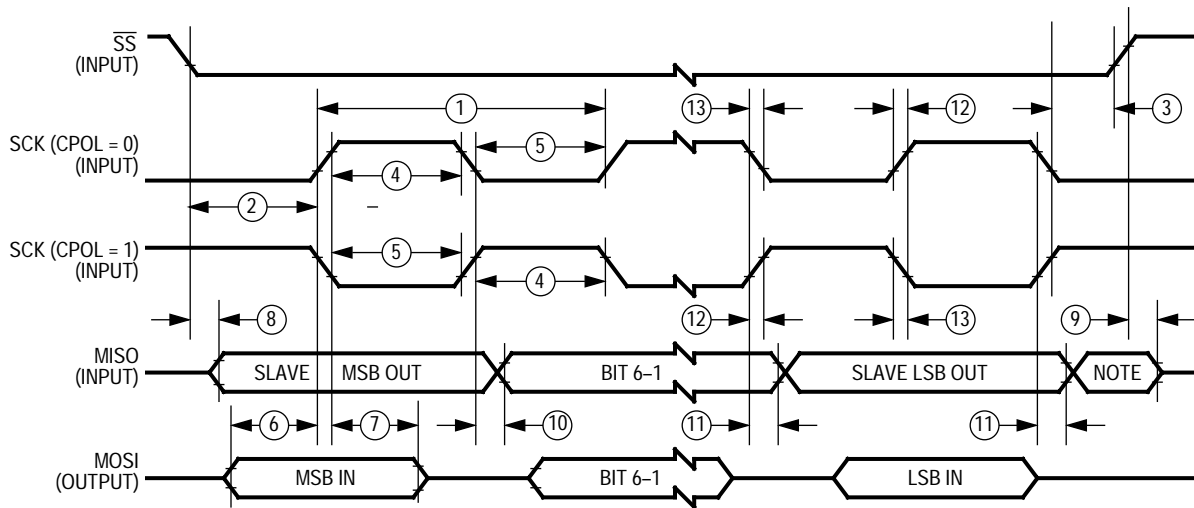 SS
(INPUT)
1
13
12
3
SCK (CPOL = 0)
(INPUT)
5
4
2
–
SCK (CPOL = 1)
(INPUT)
5
4
8
12
13
9
MISO
(INPUT)
SLAVE MSB OUT
BIT 6–1
SLAVE LSB OUT
NOTE
6
7
10
11
11
MOSI
(OUTPUT)
MSB IN
BIT 6–1
LSB IN